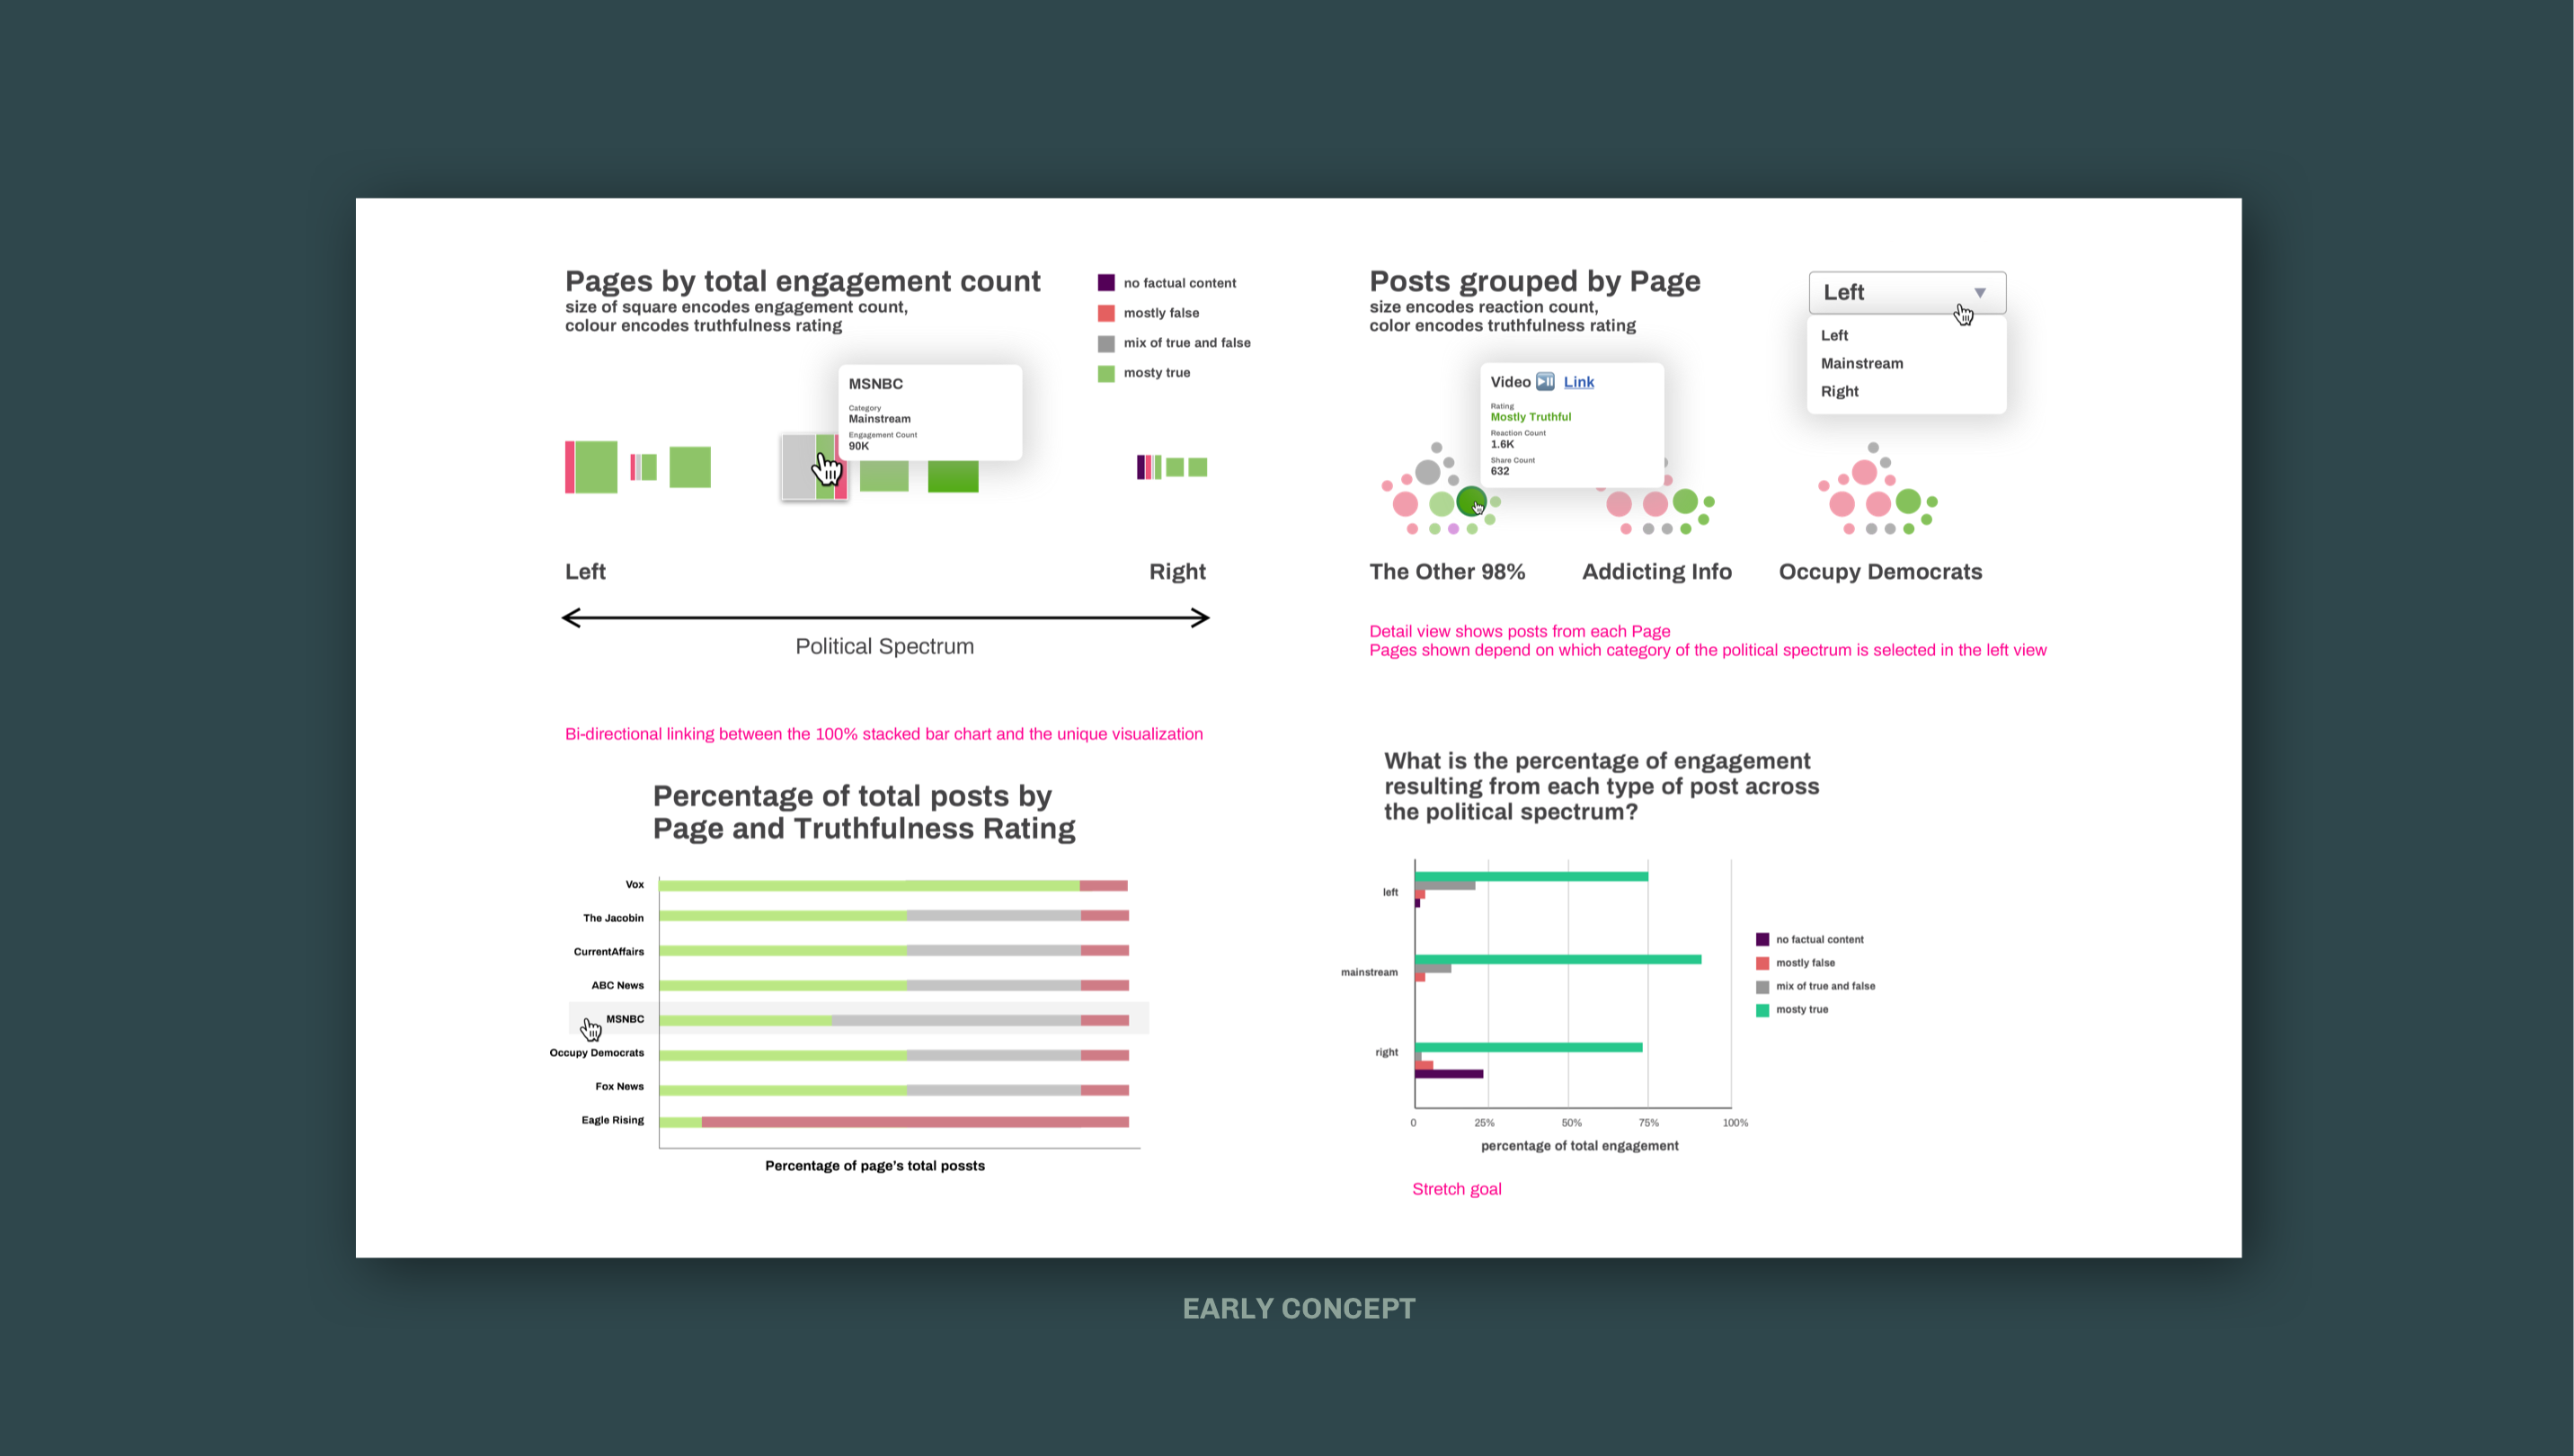 Pages by total engagement count
size of square encodes engagement count,
colour encodes truthfulness rating
no factual content
mostly false
mix of true and false
mosty true
MSNBC
Category
Mainstream
Engagement Count
90K
Left
Right
Political Spectrum
Posts grouped by Page
size encodes reaction count,
color encodes truthfulness rating
Left
Left
Mainstream
Right
Video Link
Rating
Mostly Truthful
Reaction Count
1.6K
Share Count
632
The Other 98%
Addicting Info
Occupy Democrats
Detail view shows posts from each Page
Pages shown depend on which category of the political spectrum is selected in the left view
Bi-directional linking between the 100% stacked bar chart and the unique visualization
Percentage of total posts by
Page and Truthfulness Rating
Vox
The Jacobin
CurrentAffairs
ABC News
MSNBC
Occupy Democrats
Fox News
Eagle Rising
Percentage of page's total possts
What is the percentage of engagement
resulting from each type of post across
the political spectrum?
left
mainstream
right
0 25% 50% 75% 100%
percentage of total engagement
no factual content
mostly false
mix of true and false
mosty true
Stretch goal
EARLY CONCEPT